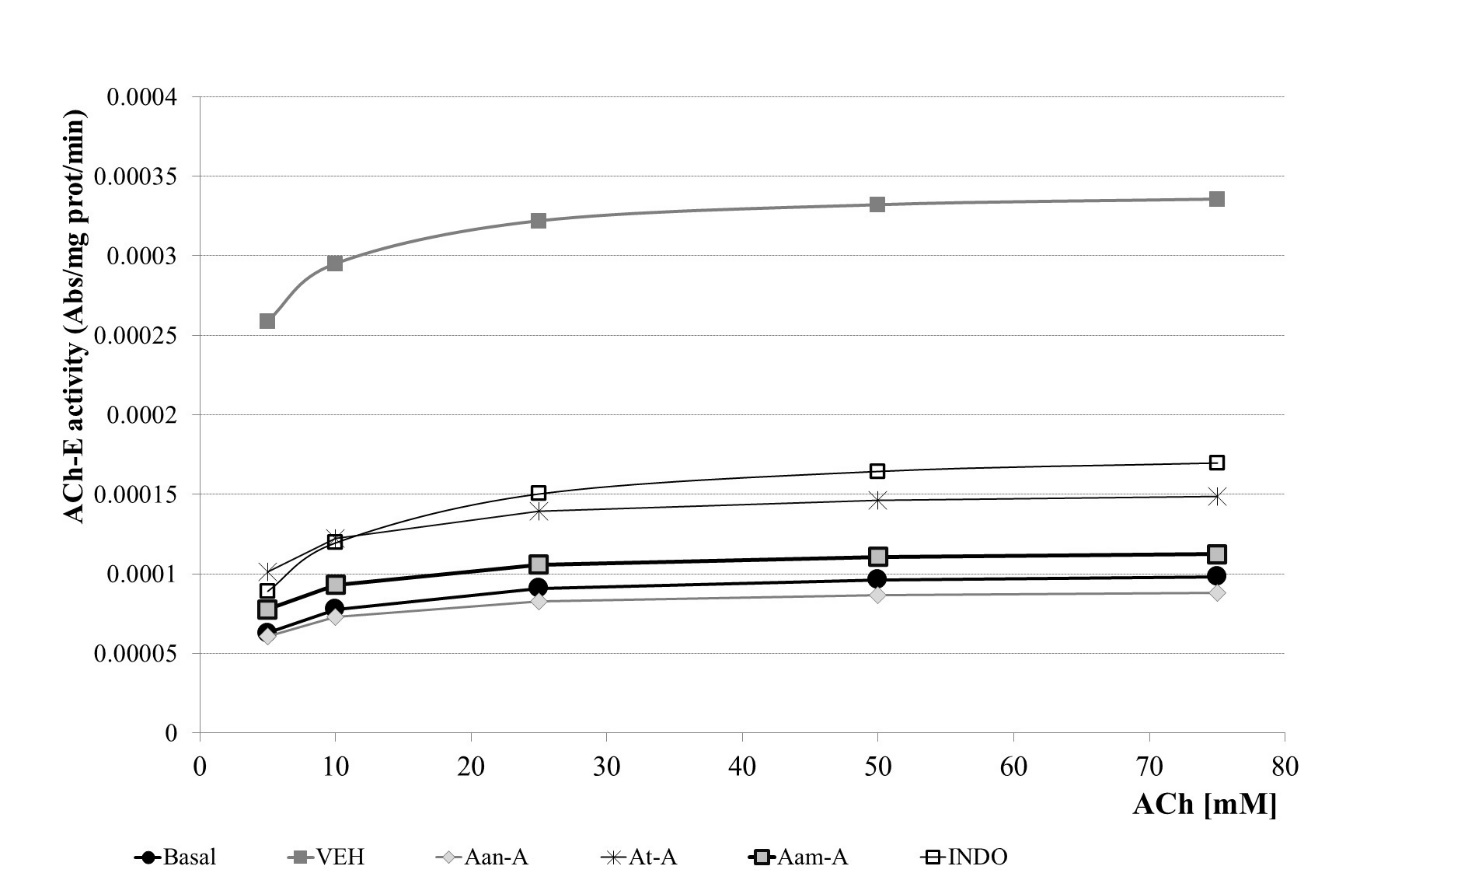 ACh-E activity (Abs/mg prot/min)
0.0004
0.00035
0.0003
0.00025
0.0002
0.00015
0.0001
0.00005
0
0 10 20 30 40 50 60 70 80
ACh [mM]
Basal VEH Aan-A At-A Aam-A INDO